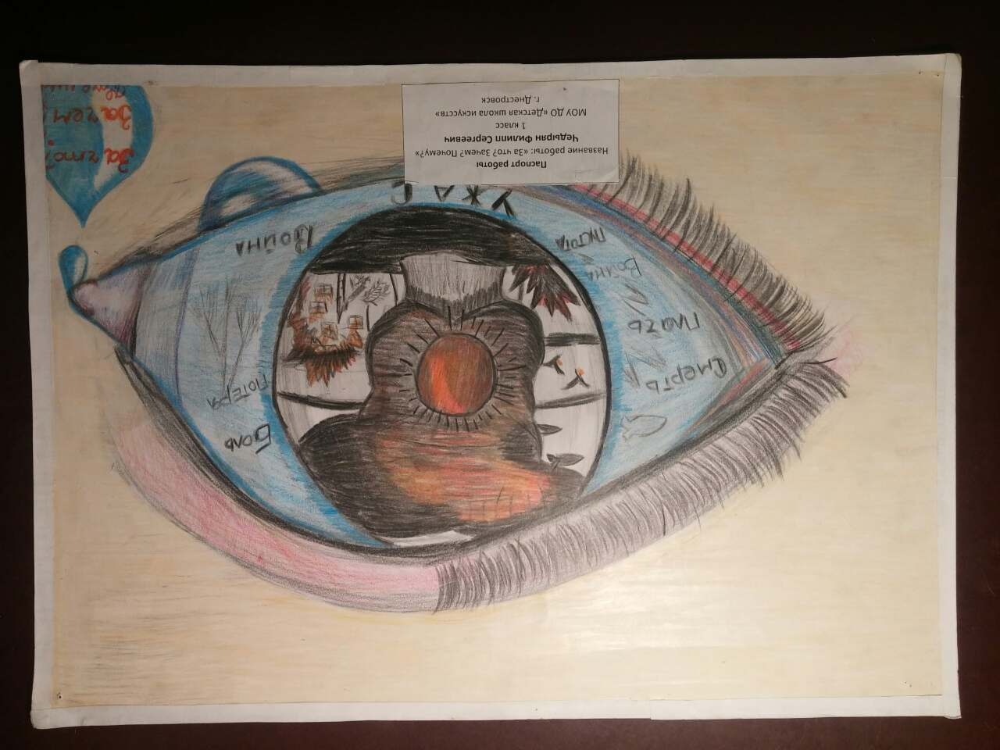 Паспорт работы
Название работы: «За что? Зачем? Почему?»
Чедырян Филипп Сергеевич
1 класс
МОУ ДО «Детская школа искусств»
г. Днестровск
Боль
Потеря
Война
УЖАС
Смерть
Плачь
Война
Пустота
За что?
Зачем